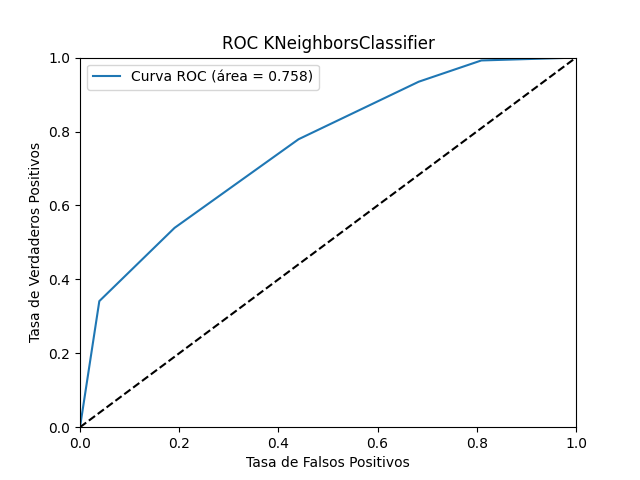 ROC KNeighborsClassifier
Curva ROC (área = 0.758)
Tasa de Verdaderos Positivos
1.0
0.8
0.6
0.4
0.2
0.0
0.0 0.2 0.4 0.6 0.8 1.0
Tasa de Falsos Positivos